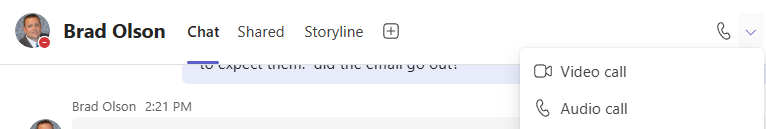 Brad Olson Chat Shared Storyline
to expect them. did the email go out?
Video call
Brad Olson 2:21 PM
Audio call